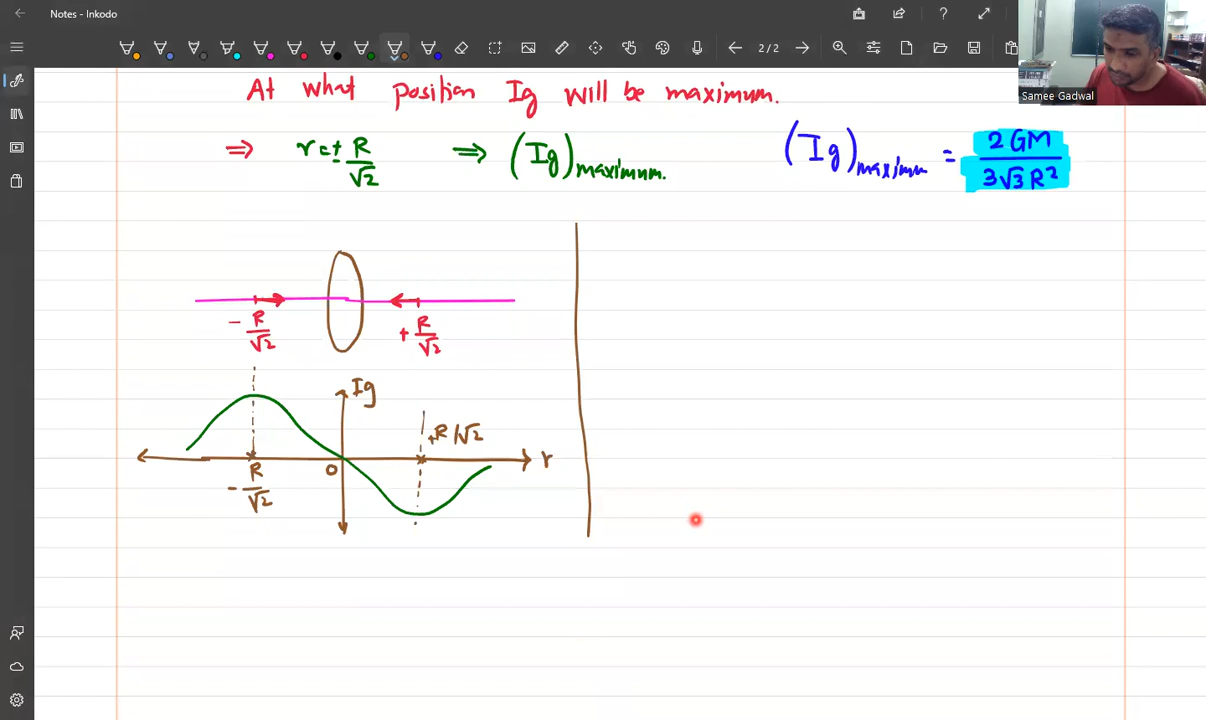 Notes - Inkodo
2/2
Samee Gadwal
At what position Ig will be maximum.
⇒ r = ± R/√2 ⇒ (Ig)maximum. (Ig)maximum = 2GM/3√3R²
- R/√2 + R/√2
Ig
+R/√2
0 r
- R/√2